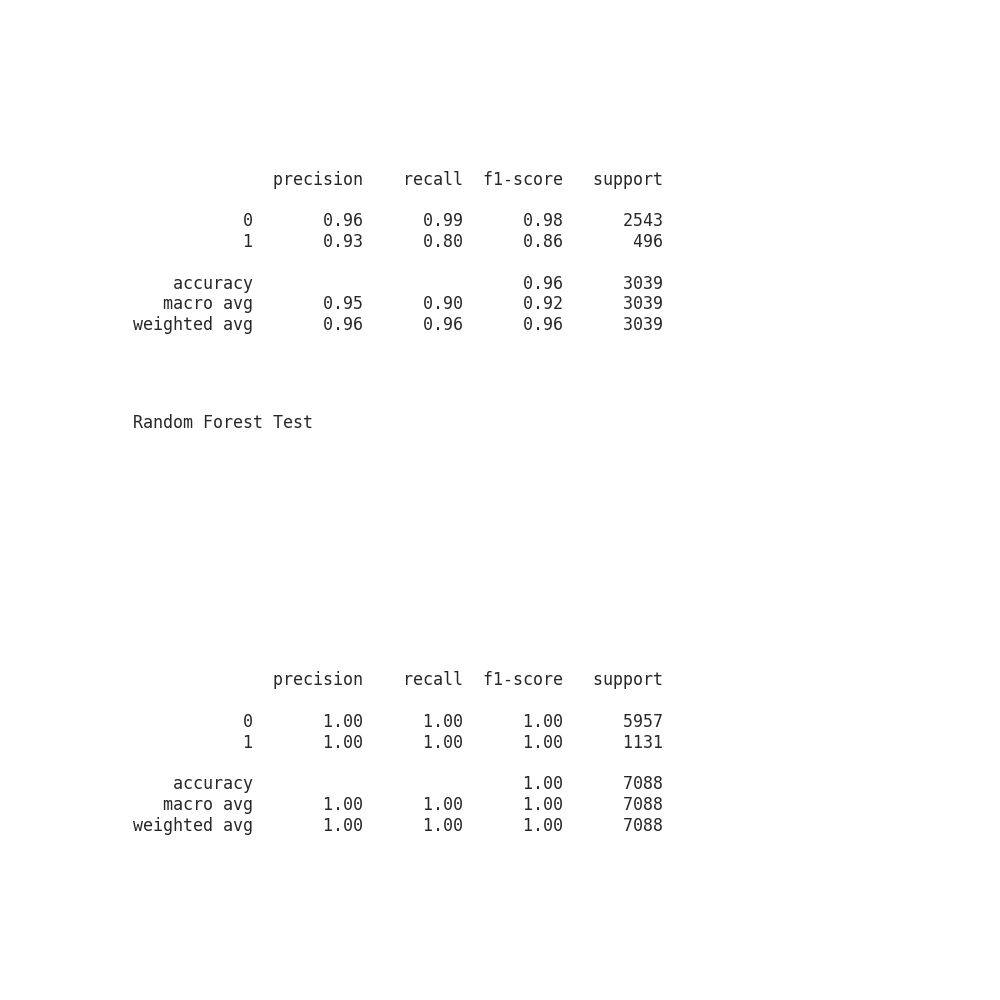 precision recall f1-score support
0 0.96 0.99 0.98 2543
1 0.93 0.80 0.86 496
accuracy 0.96 3039
macro avg 0.95 0.90 0.92 3039
weighted avg 0.96 0.96 0.96 3039
Random Forest Test
precision recall f1-score support
0 1.00 1.00 1.00 5957
1 1.00 1.00 1.00 1131
accuracy 1.00 7088
macro avg 1.00 1.00 1.00 7088
weighted avg 1.00 1.00 1.00 7088